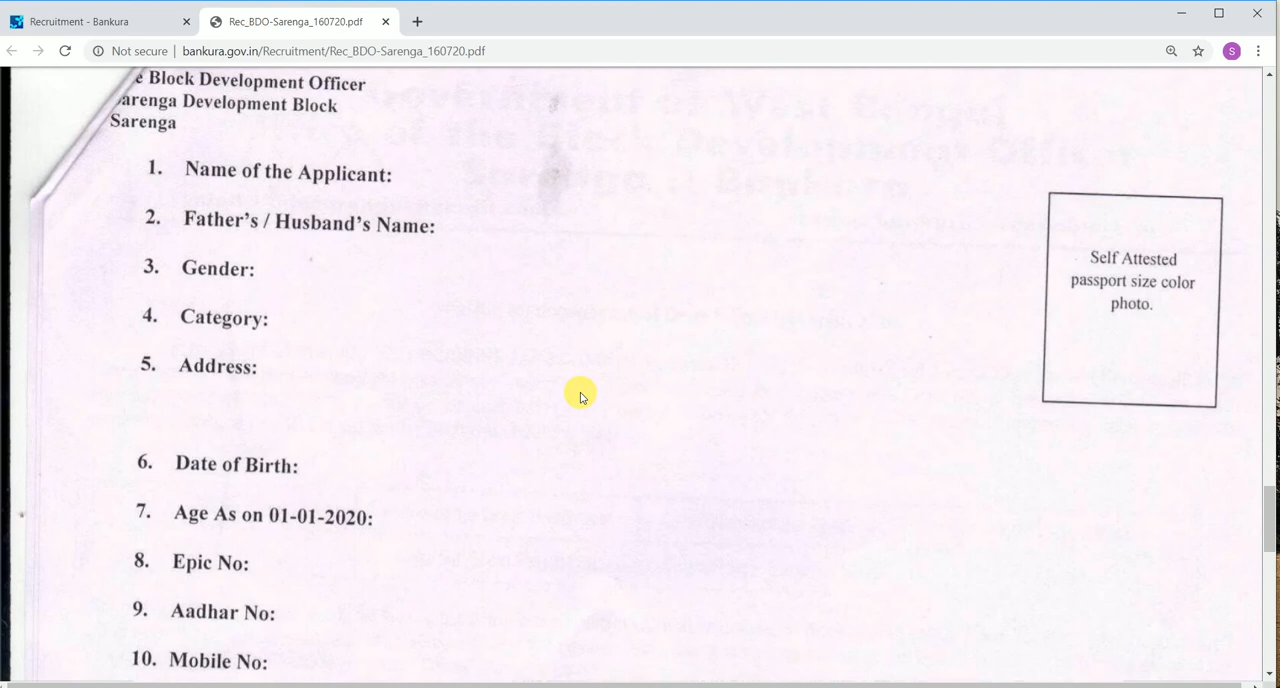 Recruitment - Bankura
Rec_BDO-Sarenga_160720.pdf
Not secure | bankura.gov.in/Recruitment/Rec_BDO-Sarenga_160720.pdf
S
e Block Development Officer
arenga Development Block
Sarenga
1. Name of the Applicant:
2. Father's / Husband's Name:
3. Gender:
4. Category:
5. Address:
Self Attested
passport size color
photo.
6. Date of Birth:
7. Age As on 01-01-2020:
8. Epic No:
9. Aadhar No:
10. Mobile No: